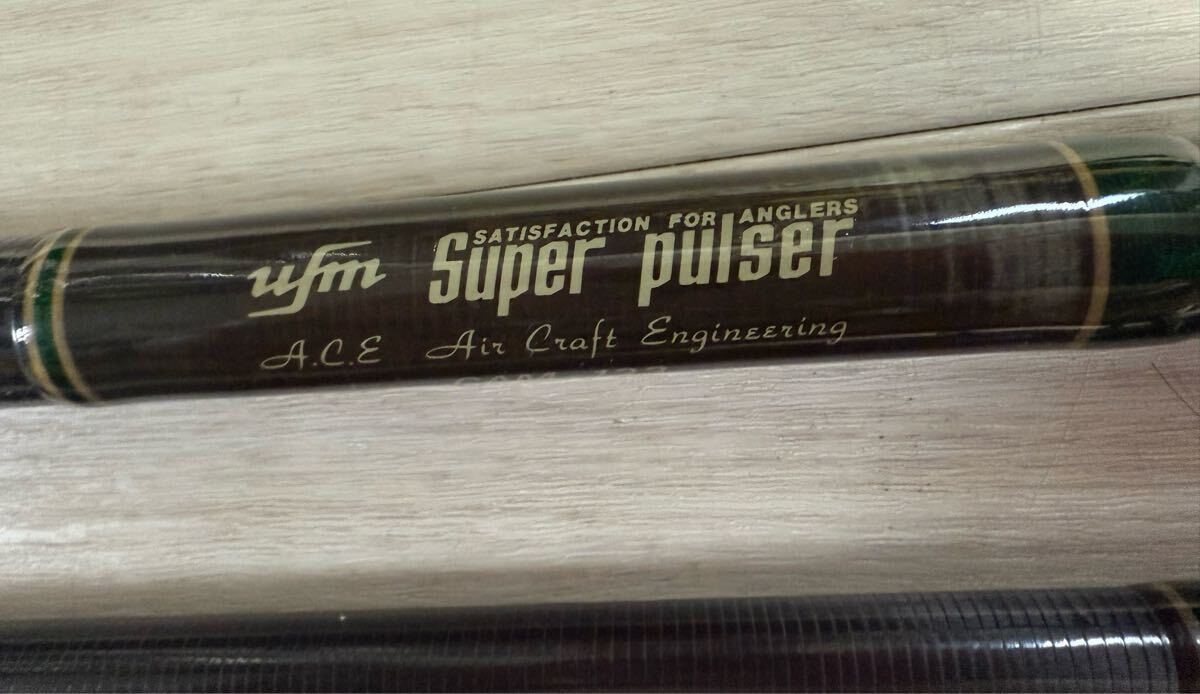 SATISFACTION FOR ANGLERS
ufm Super pulser
A.C.E Air Craft Engineering